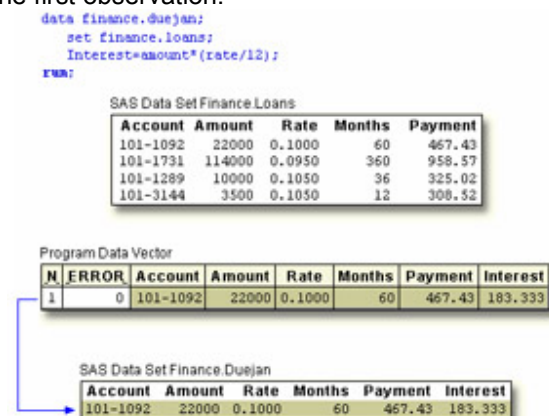 the first observation.
data finance.duejan;
set finance.loans;
Interest=amount*(rate/12);
run;
SAS Data Set Finance.Loans
Account Amount Rate Months Payment
101-1092 22000 0.1000 60 467.43
101-1731 114000 0.0950 360 958.57
101-1289 10000 0.1050 36 325.02
101-3144 3500 0.1050 12 308.52
Program Data Vector
_N_ _ERROR_ Account Amount Rate Months Payment Interest
1 0 101-1092 22000 0.1000 60 467.43 183.333
SAS Data Set Finance.Duejan
Account Amount Rate Months Payment Interest
101-1092 22000 0.1000 60 467.43 183.333